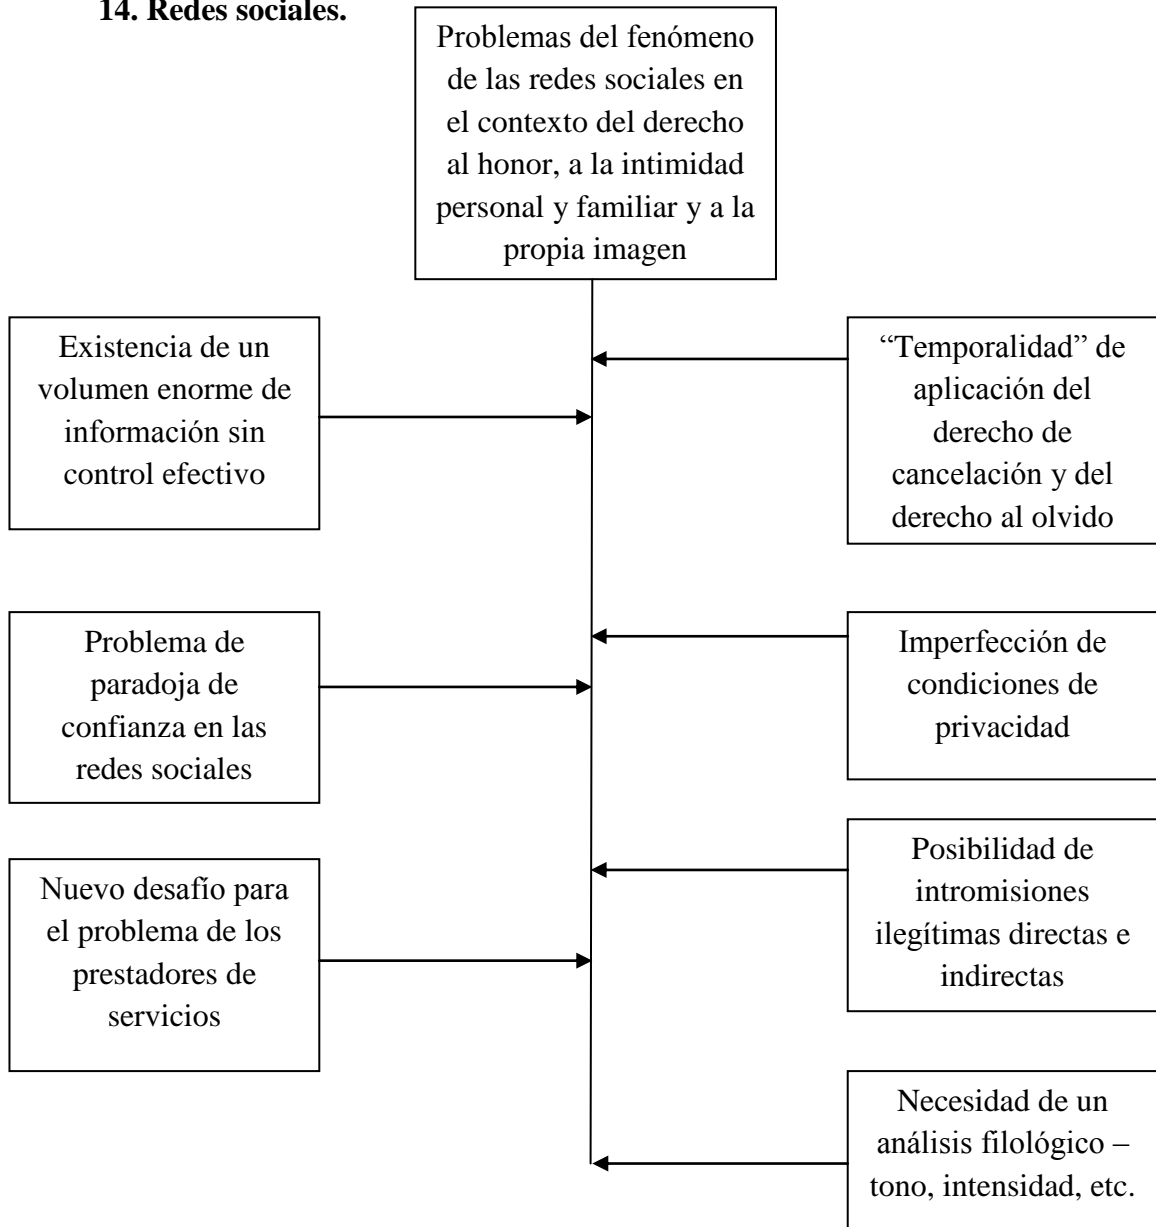 14. Redes sociales.
Problemas del fenómeno
de las redes sociales en
el contexto del derecho
al honor, a la intimidad
personal y familiar y a la
propia imagen
Existencia de un
volumen enorme de
información sin
control efectivo
“Temporalidad” de
aplicación del
derecho de
cancelación y del
derecho al olvido
Problema de
paradoja de
confianza en las
redes sociales
Imperfección de
condiciones de
privacidad
Nuevo desafío para
el problema de los
prestadores de
servicios
Posibilidad de
intromisiones
ilegítimas directas e
indirectas
Necesidad de un
análisis filológico –
tono, intensidad, etc.